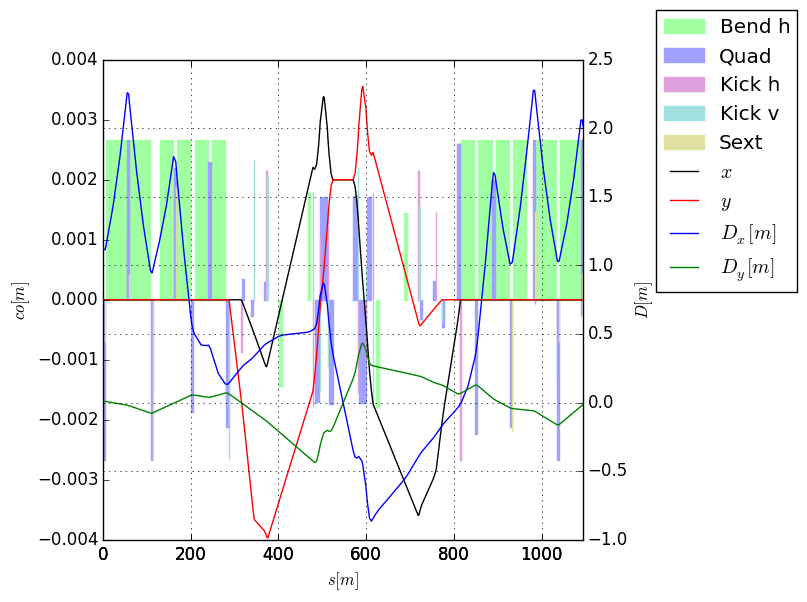 0.004
0.003
0.002
0.001
0.000
−0.001
−0.002
−0.003
−0.004
co[m]
2.5
2.0
1.5
1.0
0.5
0.0
−0.5
−1.0
D[m]
0 200 400 600 800 1000
s[m]
Bend h
Quad
Kick h
Kick v
Sext
x
y
D_x [m]
D_y [m]